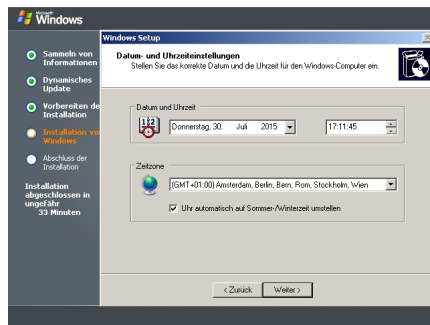 Microsoft
Windows
Sammeln von
Informationen
Dynamisches
Update
Vorbereiten de
Installation
Installation vo
Windows
Abschluss der
Installation
Installation
abgeschlossen in
ungefähr
33 Minuten
Windows Setup
Datum- und Uhrzeiteinstellungen
Stellen Sie das korrekte Datum und die Uhrzeit für den Windows-Computer ein.
Datum und Uhrzeit
Donnerstag, 30. Juli 2015
17:11:45
Zeitzone
(GMT+01:00) Amsterdam, Berlin, Bern, Rom, Stockholm, Wien
Uhr automatisch auf Sommer-/Winterzeit umstellen
< Zurück
Weiter >